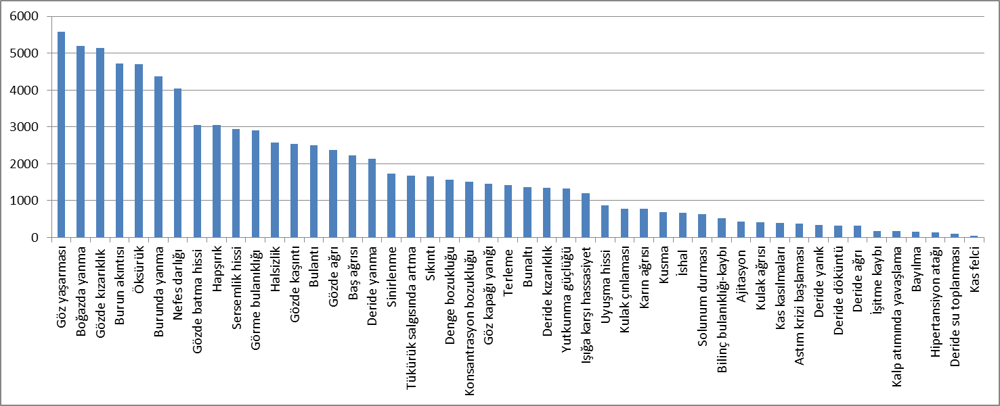 6000
5000
4000
3000
2000
1000
0
Göz yaşarması
Boğazda yanma
Gözde kızarıklık
Burun akıntısı
Öksürük
Burunda yanma
Nefes darlığı
Gözde batma hissi
Hapşırık
Sersemlik hissi
Görme bulanıklığı
Halsizlik
Gözde kaşıntı
Bulantı
Gözde ağrı
Baş ağrısı
Deride yanma
Sinirlenme
Tükürük salgısında artma
Sıkıntı
Denge bozukluğu
Konsantrasyon bozukluğu
Göz kapağı yanığı
Terleme
Bunaltı
Deride kızarıklık
Yutkunma güçlüğü
Işığa karşı hassasiyet
Uyuşma hissi
Kulak çınlaması
Karın ağrısı
Kusma
İshal
Solunum durması
Bilinç bulanıklığı-kaybı
Ajitasyon
Kulak ağrısı
Kas kasılmaları
Astım krizi başlaması
Deride yanık
Deride döküntü
Deride ağrı
İşitme kaybı
Kalp atımında yavaşlama
Bayılma
Hipertansiyon atağı
Deride su toplanması
Kas felci